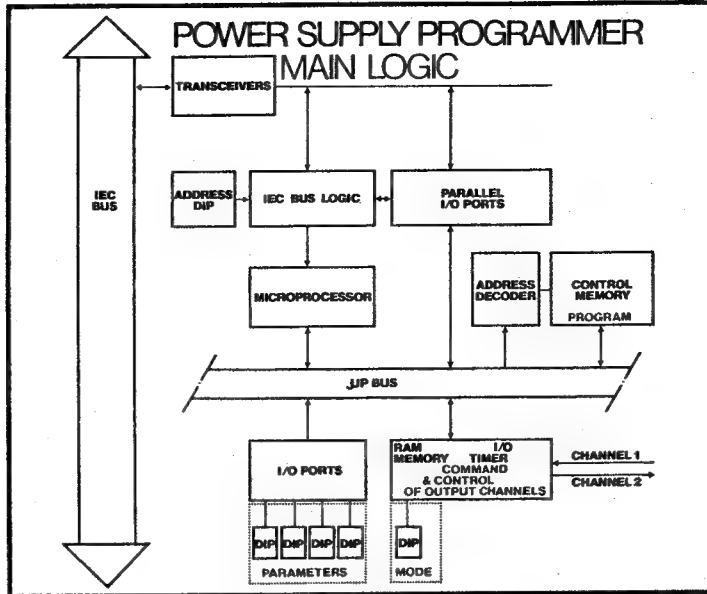 POWER SUPPLY PROGRAMMER
MAIN LOGIC
TRANSCEIVERS
IEC
BUS
ADDRESS
DIP
IEC BUS LOGIC
PARALLEL
I/O PORTS
MICROPROCESSOR
ADDRESS
DECODER
CONTROL
MEMORY
PROGRAM
μP BUS
I/O PORTS
RAM I/O
MEMORY TIMER
COMMAND
& CONTROL
OF OUTPUT CHANNELS
CHANNEL 1
CHANNEL 2
DIP DIP DIP DIP
PARAMETERS
DIP
MODE